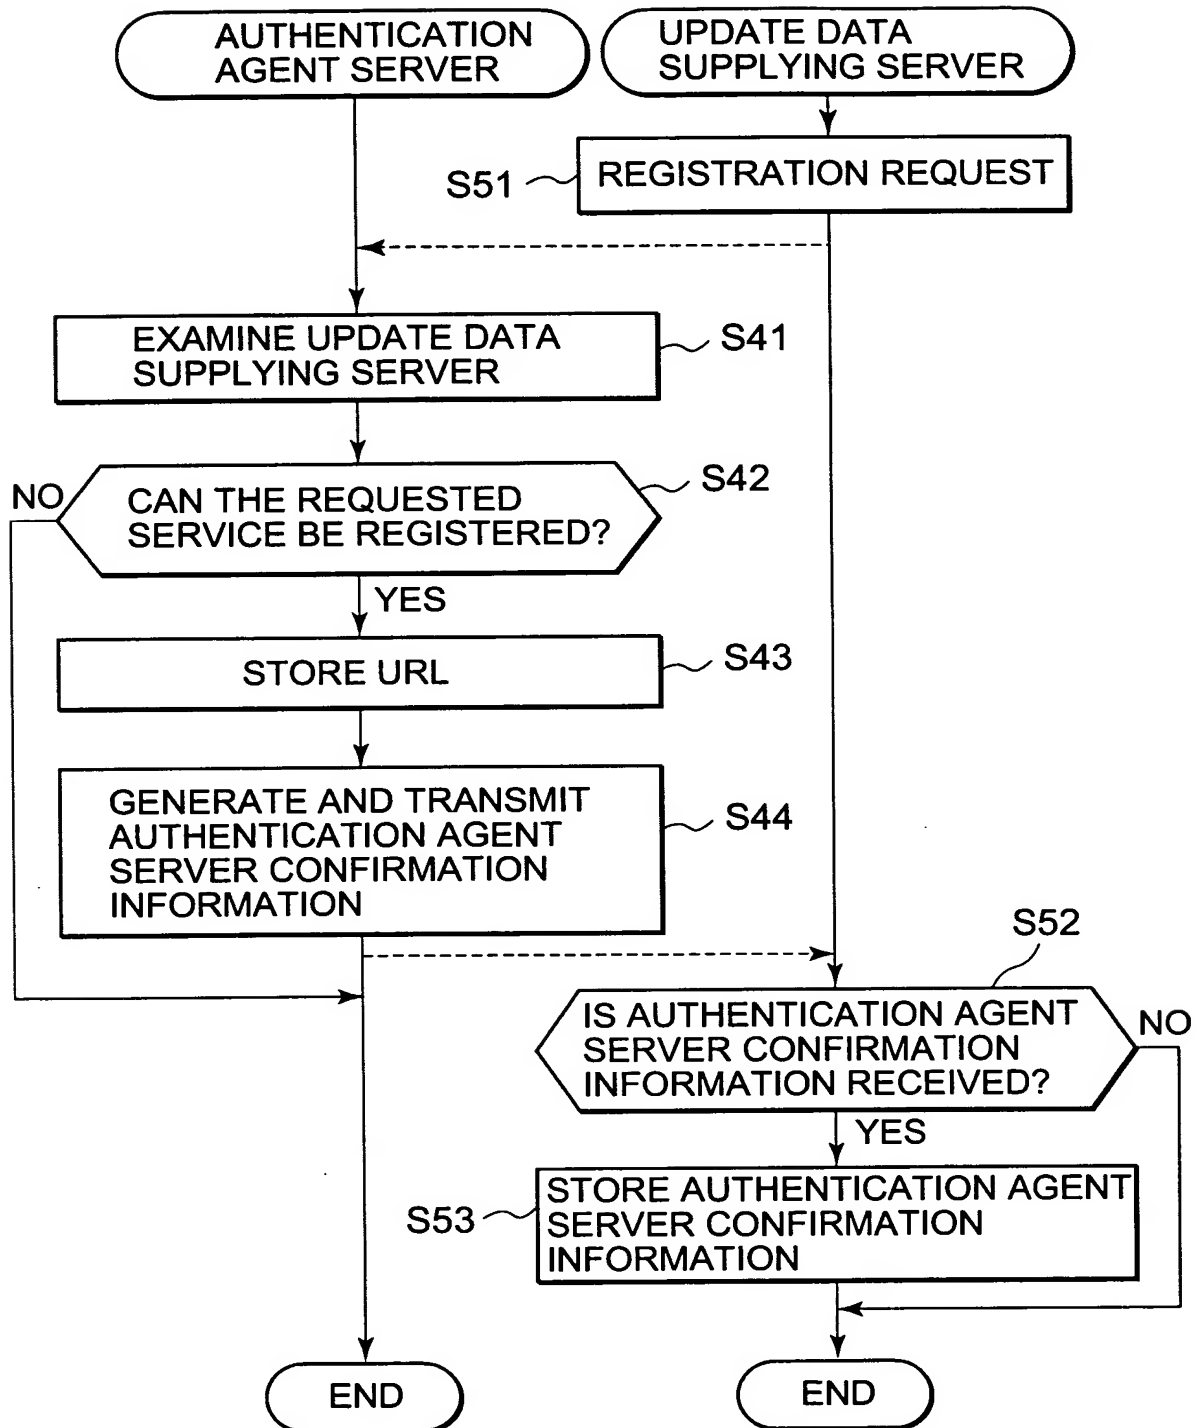 AUTHENTICATION
AGENT SERVER
UPDATE DATA
SUPPLYING SERVER
S51
REGISTRATION REQUEST
EXAMINE UPDATE DATA
SUPPLYING SERVER
S41
NO
CAN THE REQUESTED
SERVICE BE REGISTERED?
S42
YES
STORE URL
S43
GENERATE AND TRANSMIT
AUTHENTICATION AGENT
SERVER CONFIRMATION
INFORMATION
S44
S52
IS AUTHENTICATION AGENT
SERVER CONFIRMATION
INFORMATION RECEIVED?
NO
YES
S53
STORE AUTHENTICATION AGENT
SERVER CONFIRMATION
INFORMATION
END
END